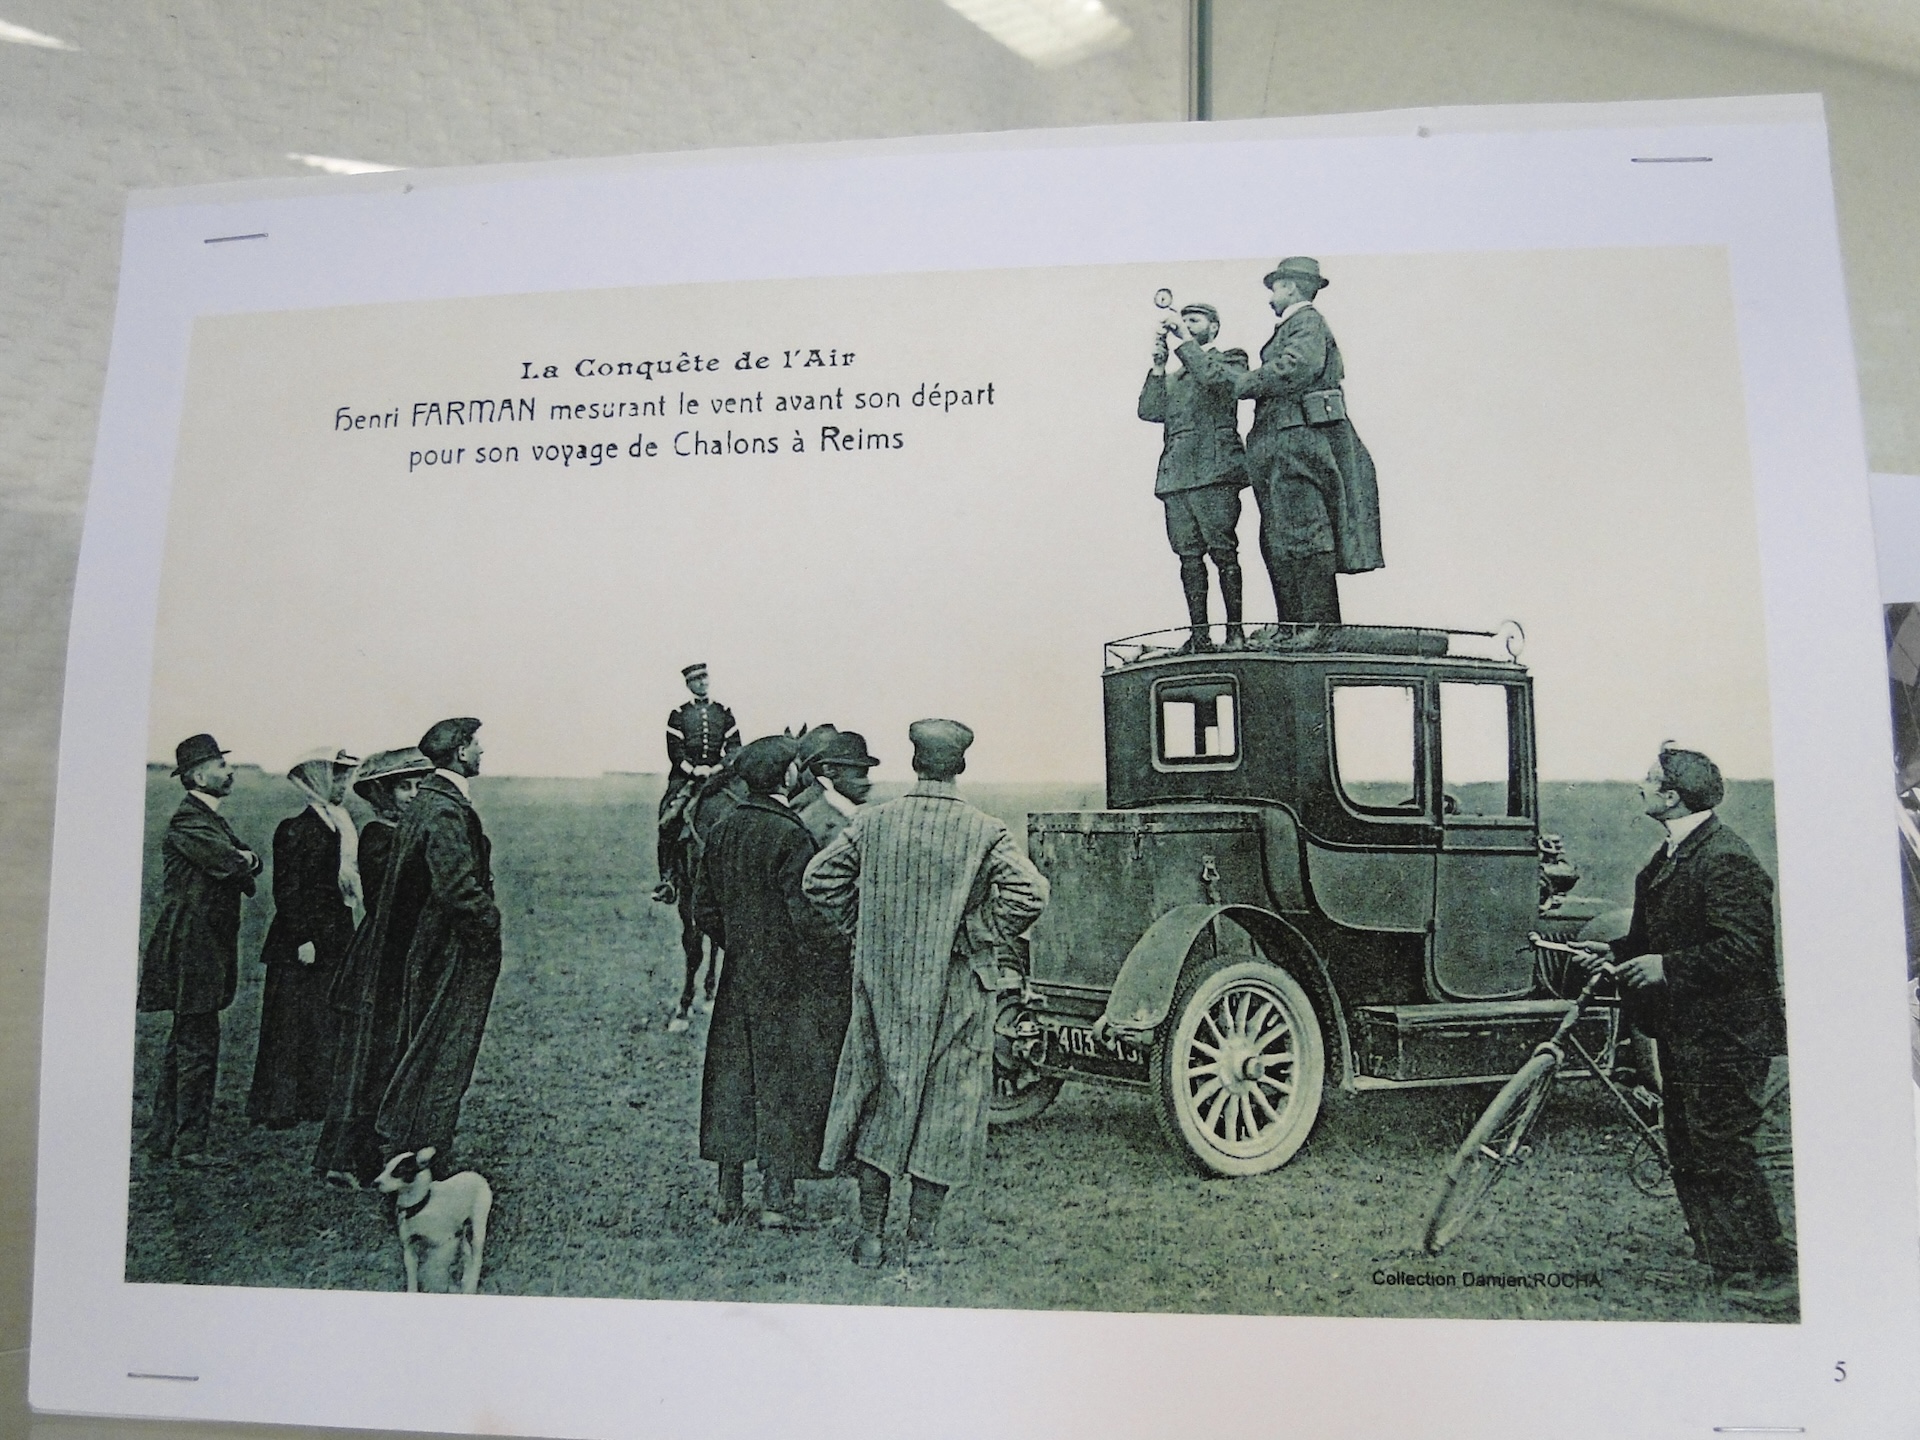 La Conquête de l'Air
Henri FARMAN mesurant le vent avant son départ
pour son voyage de Chalons à Reims
403
Collection Damien ROCHA
5